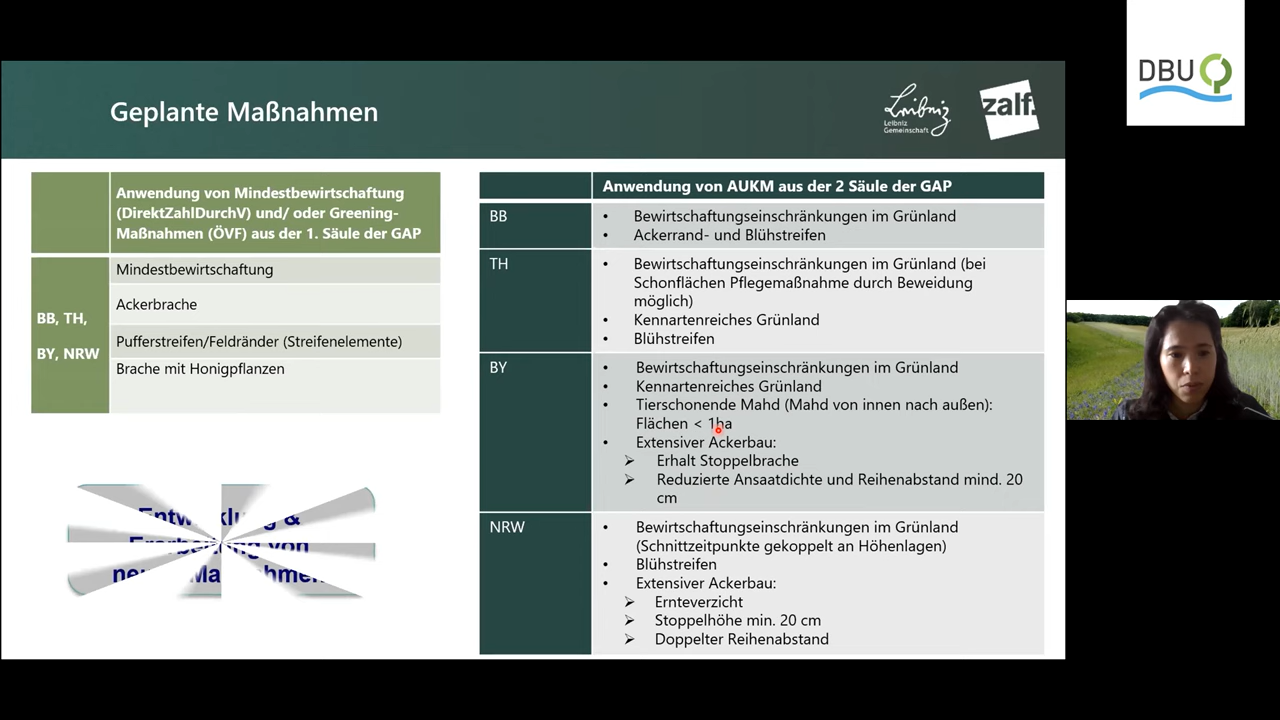 DBU
Geplante Maßnahmen
Leibniz
Leibniz
Gemeinschaft
zalf.
Anwendung von Mindestbewirtschaftung
(DirektZahlDurchV) und/ oder Greening-
Maßnahmen (ÖVF) aus der 1. Säule der GAP
BB, TH,
BY, NRW
Mindestbewirtschaftung
Ackerbrache
Pufferstreifen/Feldränder (Streifenelemente)
Brache mit Honigpflanzen
Anwendung von AUKM aus der 2 Säule der GAP
BB
• Bewirtschaftungseinschränkungen im Grünland
• Ackerrand- und Blühstreifen
TH
• Bewirtschaftungseinschränkungen im Grünland (bei
Schonflächen Pflegemaßnahme durch Beweidung
möglich)
• Kennartenreiches Grünland
• Blühstreifen
BY
• Bewirtschaftungseinschränkungen im Grünland
• Kennartenreiches Grünland
• Tierschonende Mahd (Mahd von innen nach außen):
Flächen < 1ha
• Extensiver Ackerbau:
➢ Erhalt Stoppelbrache
➢ Reduzierte Ansaatdichte und Reihenabstand mind. 20
cm
NRW
• Bewirtschaftungseinschränkungen im Grünland
(Schnittzeitpunkte gekoppelt an Höhenlagen)
• Blühstreifen
• Extensiver Ackerbau:
➢ Ernteverzicht
➢ Stoppelhöhe min. 20 cm
➢ Doppelter Reihenabstand